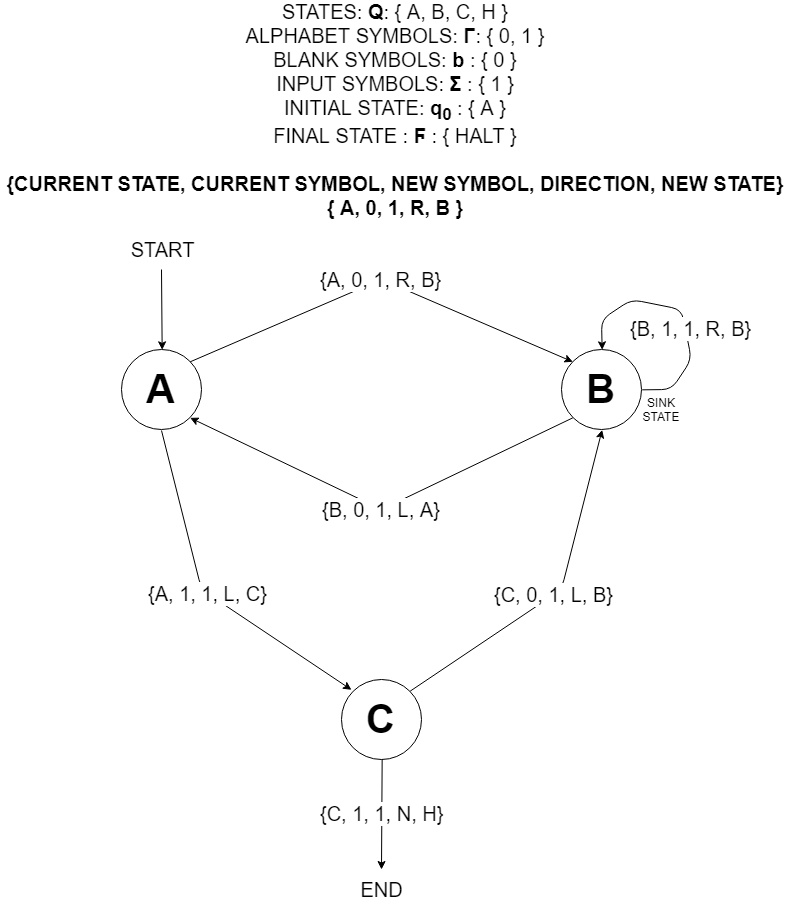 STATES: Q: { A, B, C, H }
ALPHABET SYMBOLS: Γ: { 0, 1 }
BLANK SYMBOLS: b : { 0 }
INPUT SYMBOLS: Σ : { 1 }
INITIAL STATE: q₀ : { A }
FINAL STATE : F : { HALT }
{CURRENT STATE, CURRENT SYMBOL, NEW SYMBOL, DIRECTION, NEW STATE}
{ A, 0, 1, R, B }
START
{A, 0, 1, R, B}
{B, 1, 1, R, B}
A
B
SINK
STATE
{B, 0, 1, L, A}
{A, 1, 1, L, C}
{C, 0, 1, L, B}
C
{C, 1, 1, N, H}
END